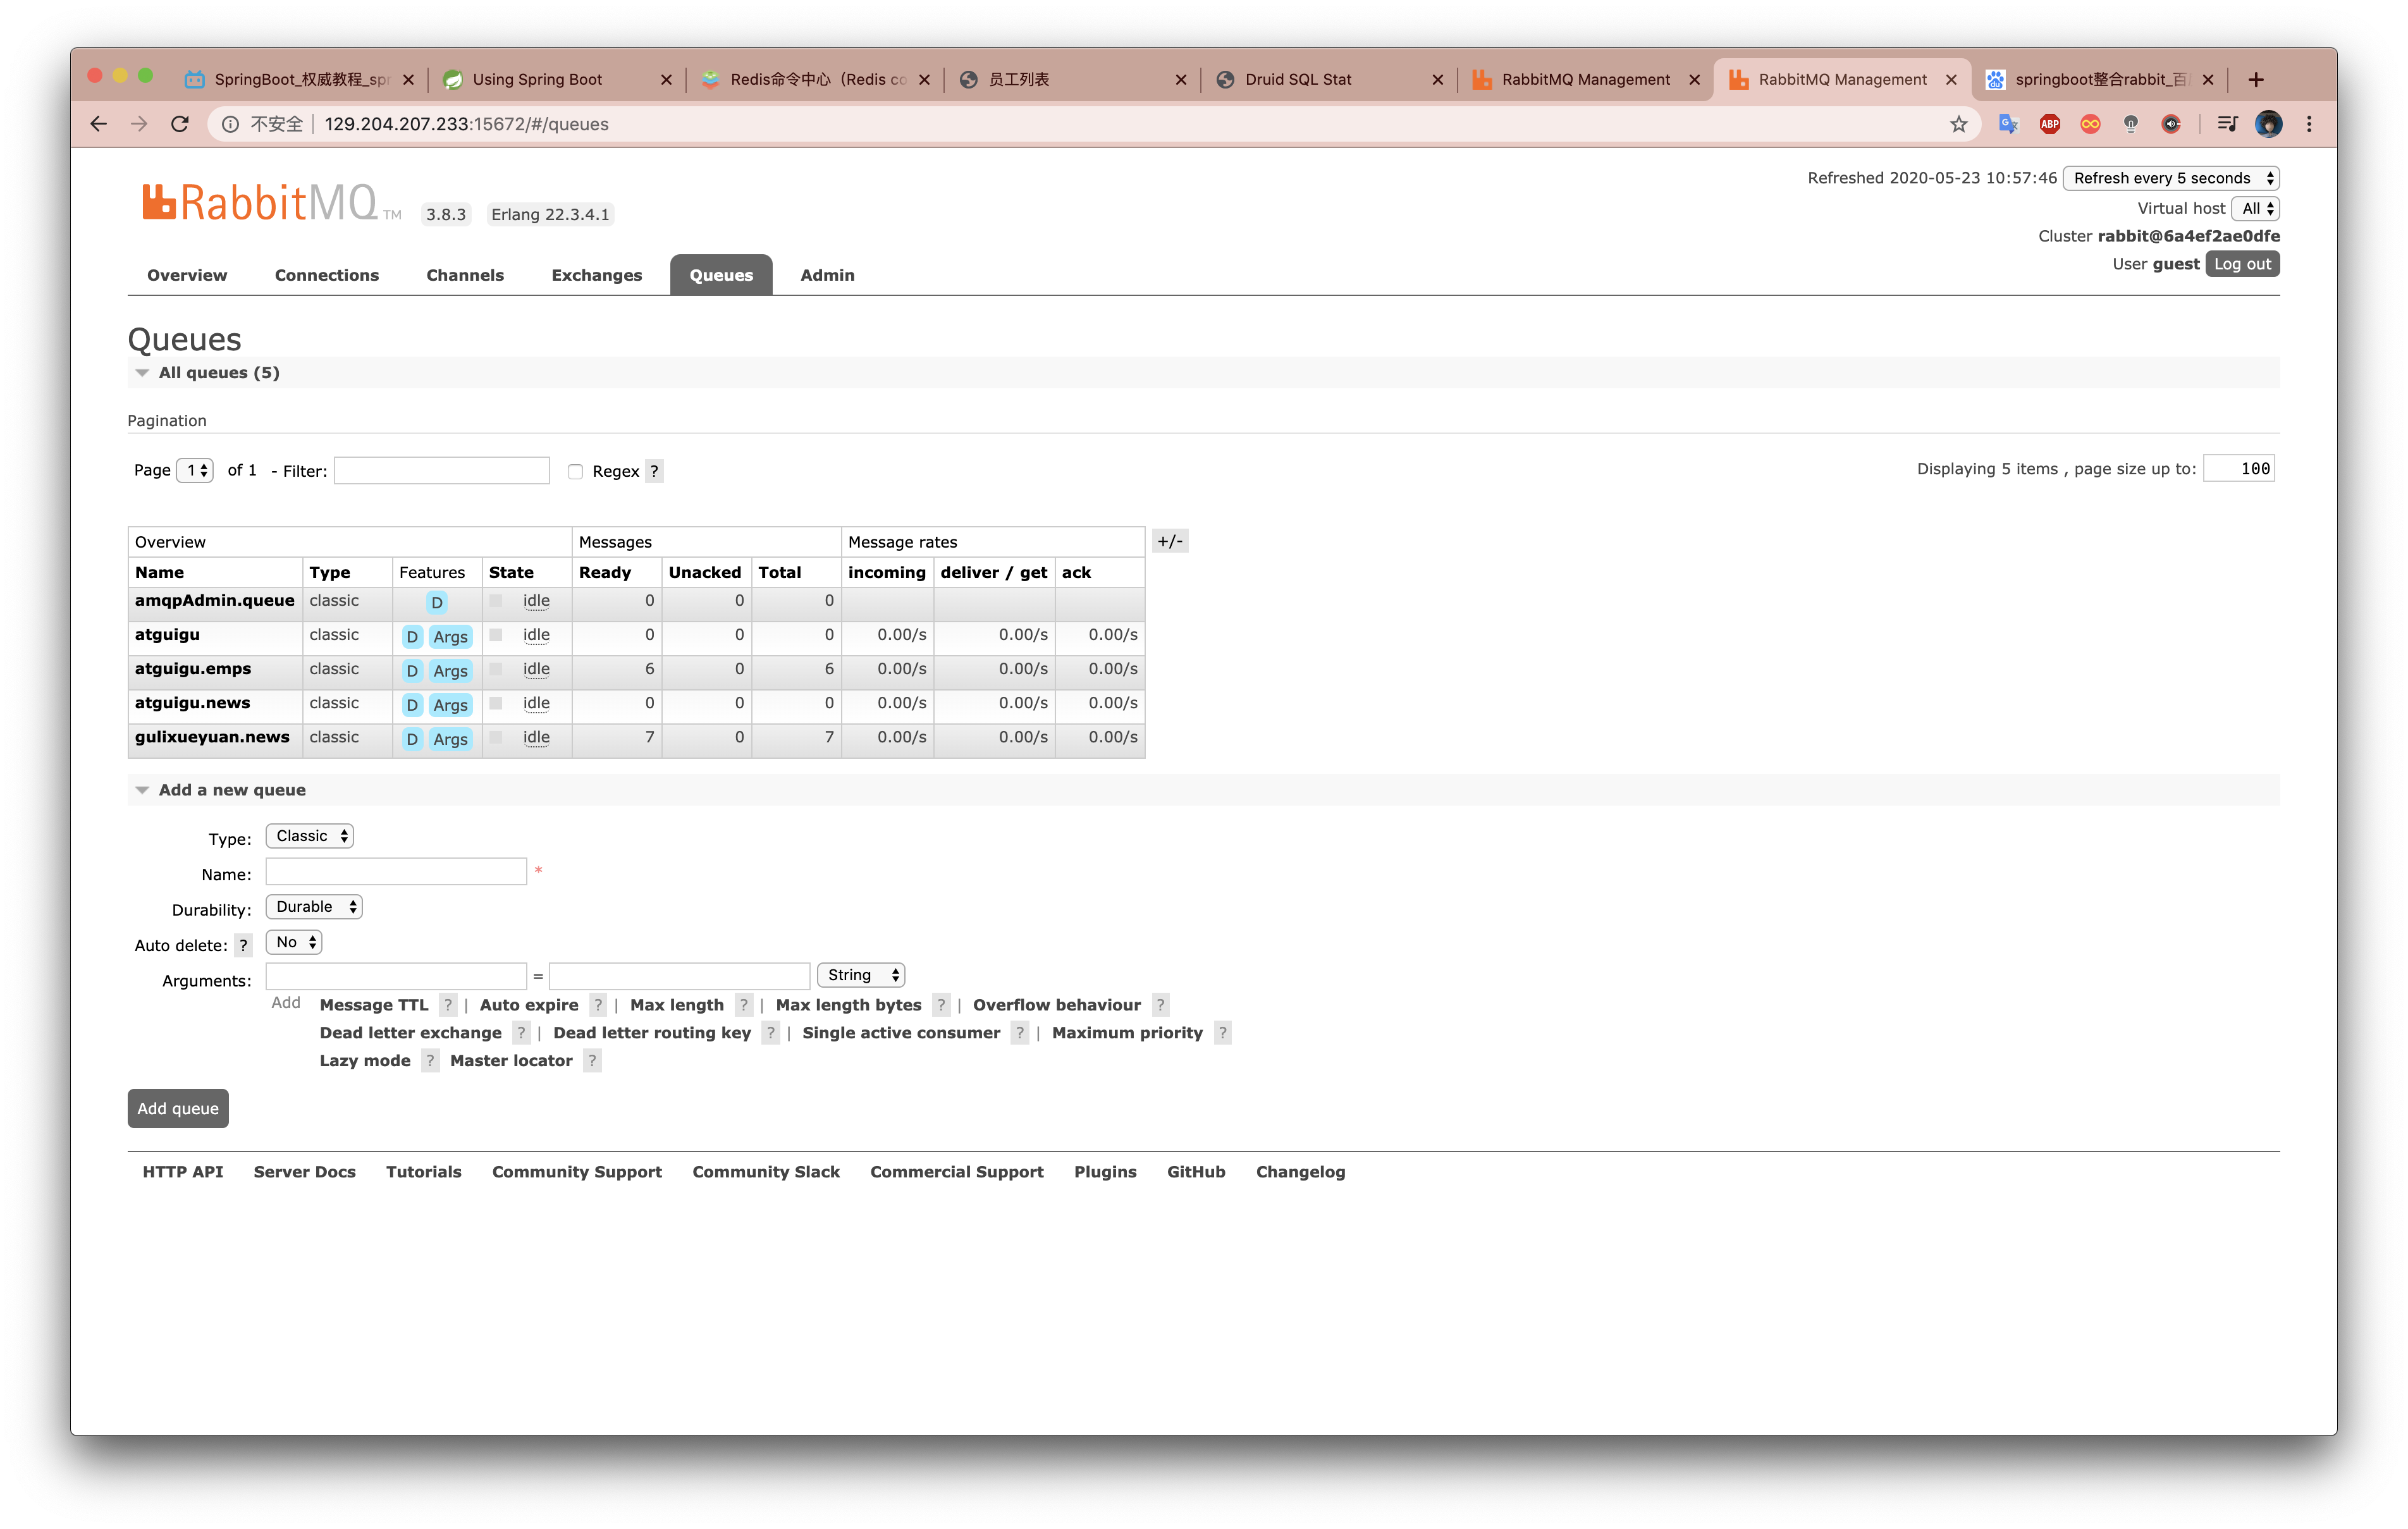 SpringBoot_权威教程_spr
Using Spring Boot
Redis命令中心（Redis co
员工列表
Druid SQL Stat
RabbitMQ Management
RabbitMQ Management
springboot整合rabbit_百
不安全 129.204.207.233:15672/#/queues
ABP
Refreshed 2020-05-23 10:57:46 Refresh every 5 seconds
RabbitMQ TM 3.8.3 Erlang 22.3.4.1
Virtual host All
Cluster rabbit@6a4ef2ae0dfe
User guest Log out
Overview Connections Channels Exchanges Queues Admin
Queues
All queues (5)
Pagination
Page 1 of 1 - Filter: Regex ?
Displaying 5 items , page size up to: 100
Overview Messages Message rates +/-
Name Type Features State Ready Unacked Total incoming deliver / get ack
amqpAdmin.queue classic D idle 0 0 0
atguigu classic D Args idle 0 0 0 0.00/s 0.00/s 0.00/s
atguigu.emps classic D Args idle 6 0 6 0.00/s 0.00/s 0.00/s
atguigu.news classic D Args idle 0 0 0 0.00/s 0.00/s 0.00/s
gulixueyuan.news classic D Args idle 7 0 7 0.00/s 0.00/s 0.00/s
Add a new queue
Type: Classic
Name: *
Durability: Durable
Auto delete: ? No
Arguments: = String
Add Message TTL ? | Auto expire ? | Max length ? | Max length bytes ? | Overflow behaviour ?
Dead letter exchange ? | Dead letter routing key ? | Single active consumer ? | Maximum priority ?
Lazy mode ? Master locator ?
Add queue
HTTP API Server Docs Tutorials Community Support Community Slack Commercial Support Plugins GitHub Changelog